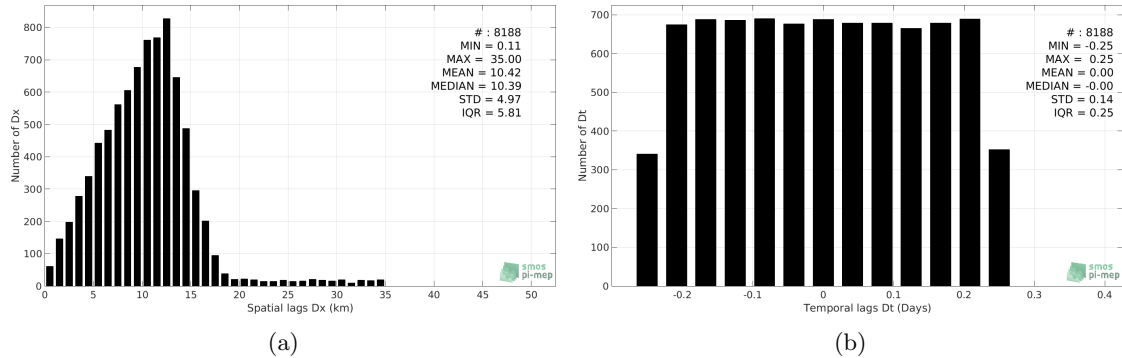 800
700
600
500
400
300
200
100
0
Number of Dx
0 5 10 15 20 25 30 35 40 45 50
Spatial lags Dx (km)
# : 8188
MIN = 0.11
MAX = 35.00
MEAN = 10.42
MEDIAN = 10.39
STD = 4.97
IQR = 5.81
smos
pi-mep
(a)
700
600
500
400
300
200
100
0
Number of Dt
-0.2 -0.1 0 0.1 0.2 0.3 0.4
Temporal lags Dt (Days)
# : 8188
MIN = -0.25
MAX = 0.25
MEAN = 0.00
MEDIAN = -0.00
STD = 0.14
IQR = 0.25
smos
pi-mep
(b)